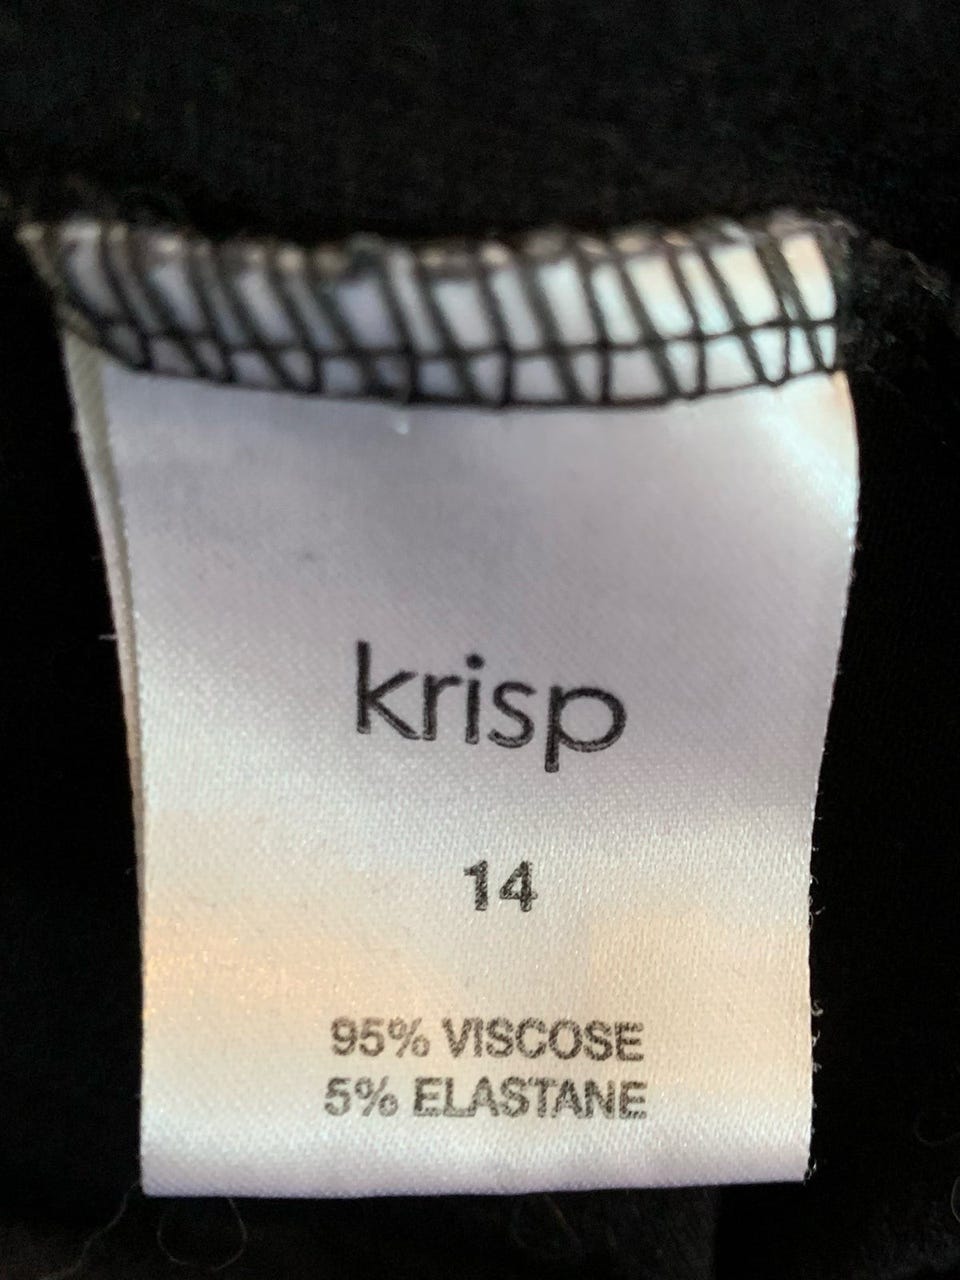 krisp
14
95% VISCOSE
5% ELASTANE